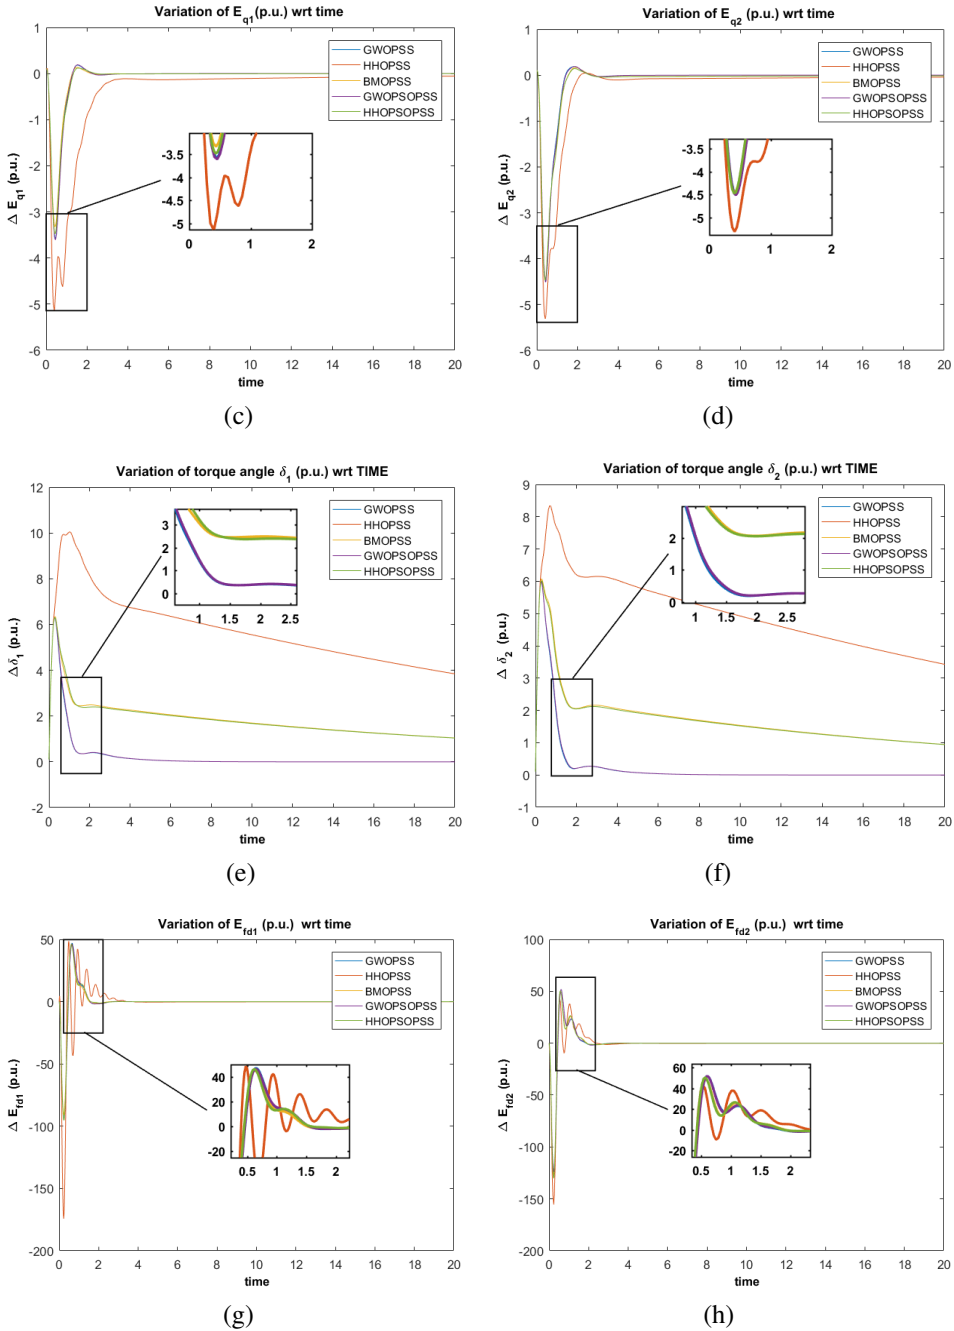 Variation of Eq1 (p.u.) wrt time
1
0
-1
-2
-3
-4
-5
-6
Δ Eq1 (p.u.)
GWOPSS
HHOPSS
BMOPSS
GWOPSOPSS
HHOPSOPSS
-3.5
-4
-4.5
-5
0 1 2
0 2 4 6 8 10 12 14 16 18 20
time
(c)
Variation of Eq2 (p.u.) wrt time
1
0
-1
-2
-3
-4
-5
-6
Δ Eq2 (p.u.)
GWOPSS
HHOPSS
BMOPSS
GWOPSOPSS
HHOPSOPSS
-3.5
-4
-4.5
-5
0 1 2
0 2 4 6 8 10 12 14 16 18 20
time
(d)
Variation of torque angle δ1 (p.u.) wrt TIME
12
10
8
6
4
2
0
-2
Δδ1 (p.u.)
GWOPSS
HHOPSS
BMOPSS
GWOPSOPSS
HHOPSOPSS
3
2
1
0
1 1.5 2 2.5
0 2 4 6 8 10 12 14 16 18 20
time
(e)
Variation of torque angle δ2 (p.u.) wrt TIME
9
8
7
6
5
4
3
2
1
0
-1
Δ δ2 (p.u.)
GWOPSS
HHOPSS
BMOPSS
GWOPSOPSS
HHOPSOPSS
2
1
0
1 1.5 2 2.5
0 2 4 6 8 10 12 14 16 18 20
time
(f)
Variation of Efd1 (p.u.) wrt time
50
0
-50
-100
-150
-200
Δ Efd1 (p.u.)
GWOPSS
HHOPSS
BMOPSS
GWOPSOPSS
HHOPSOPSS
40
20
0
-20
0.5 1 1.5 2
0 2 4 6 8 10 12 14 16 18 20
time
(g)
Variation of Efd2 (p.u.) wrt time
100
50
0
-50
-100
-150
-200
Δ Efd2 (p.u.)
GWOPSS
HHOPSS
BMOPSS
GWOPSOPSS
HHOPSOPSS
60
40
20
0
-20
0.5 1 1.5 2
0 2 4 6 8 10 12 14 16 18 20
time
(h)